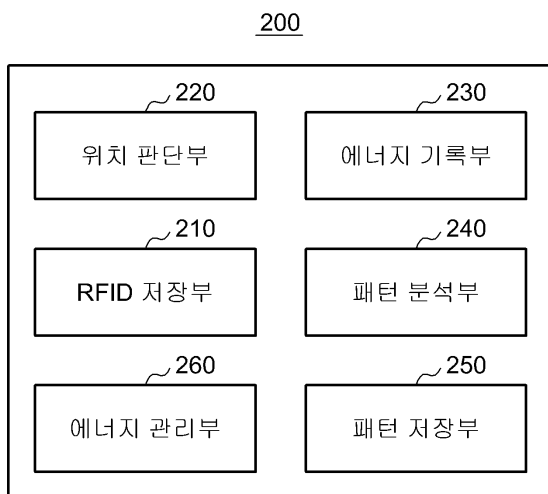 200
220
위치 판단부
230
에너지 기록부
210
RFID 저장부
240
패턴 분석부
260
에너지 관리부
250
패턴 저장부